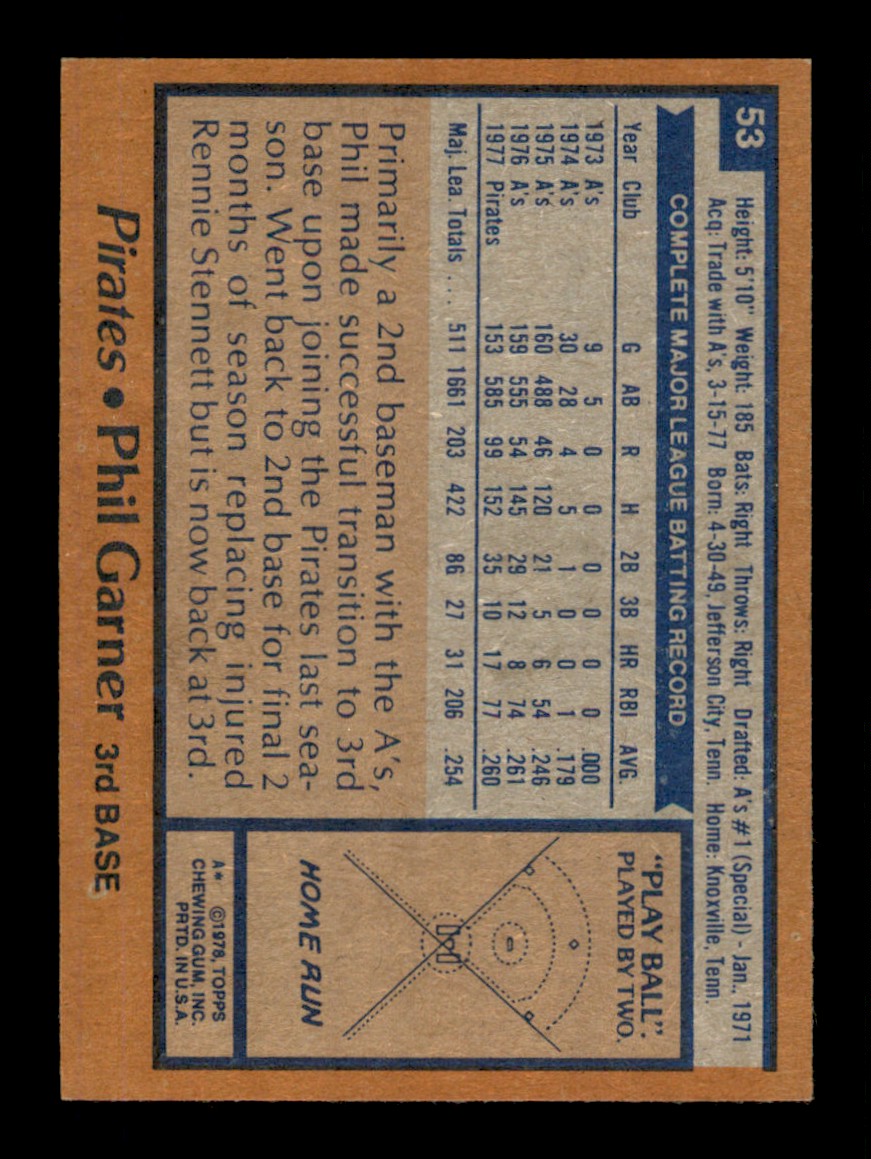 53
Height: 5'10" Weight: 185 Bats: Right Throws: Right Drafted: A's #1 (Special) - Jan., 1971
Acq: Trade with A's, 3-15-77 Born: 4-30-49, Jefferson City, Tenn. Home: Knoxville, Tenn.
COMPLETE MAJOR LEAGUE BATTING RECORD
Year Club G AB R H 2B 3B HR RBI AVG.
1973 A's 9 5 0 0 0 0 0 0 .000
1974 A's 30 28 4 5 1 0 0 1 .179
1975 A's 160 488 46 120 21 5 6 54 .246
1976 A's 159 555 54 145 29 12 8 74 .261
1977 Pirates 153 585 99 152 35 10 17 77 .260
Maj. Lea. Totals .... 511 1661 203 422 86 27 31 206 .254
Primarily a 2nd baseman with the A's,
Phil made successful transition to 3rd
base upon joining the Pirates last sea-
son. Went back to 2nd base for final 2
months of season replacing injured
Rennie Stennett but is now back at 3rd.
"PLAY BALL".
PLAYED BY TWO.
HOME RUN
A* ©1978, TOPPS
CHEWING GUM, INC.
PRTD. IN U.S.A.
Pirates • Phil Garner 3rd BASE